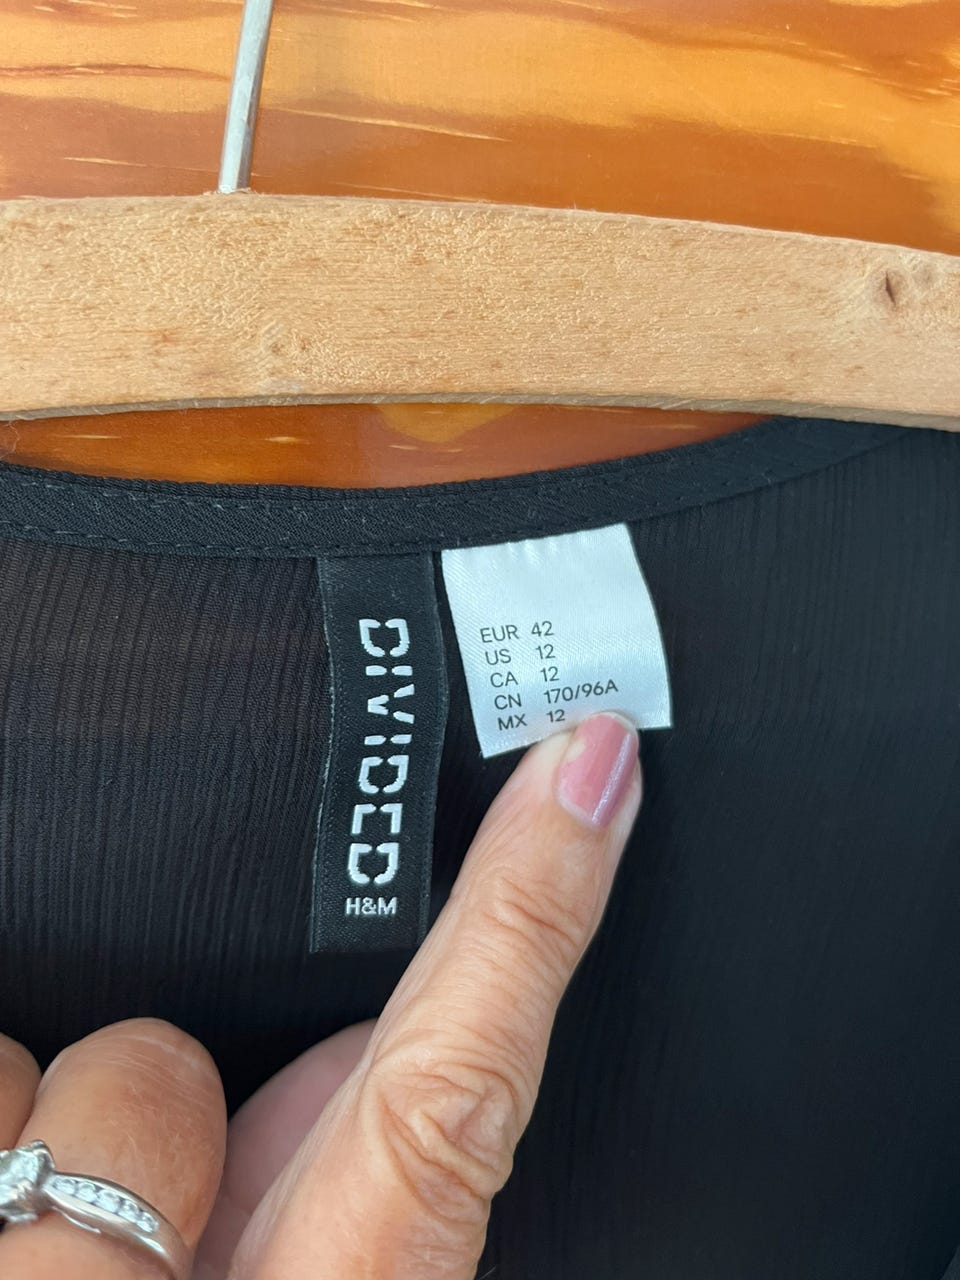 DIVIDED
H&M
EUR 42
US 12
CA 12
CN 170/96A
MX 12